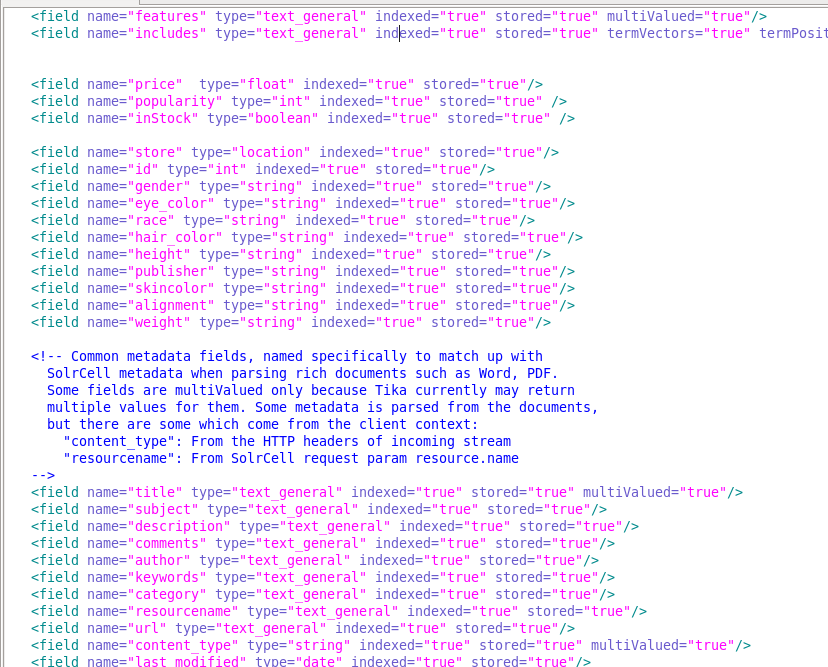 <field name="features" type="text_general" indexed="true" stored="true" multiValued="true"/>
<field name="includes" type="text_general" indexed="true" stored="true" termVectors="true" termPosit
<field name="price"  type="float" indexed="true" stored="true"/>
<field name="popularity" type="int" indexed="true" stored="true" />
<field name="inStock" type="boolean" indexed="true" stored="true" />
<field name="store" type="location" indexed="true" stored="true"/>
<field name="id" type="int" indexed="true" stored="true"/>
<field name="gender" type="string" indexed="true" stored="true"/>
<field name="eye_color" type="string" indexed="true" stored="true"/>
<field name="race" type="string" indexed="true" stored="true"/>
<field name="hair_color" type="string" indexed="true" stored="true"/>
<field name="height" type="string" indexed="true" stored="true"/>
<field name="publisher" type="string" indexed="true" stored="true"/>
<field name="skincolor" type="string" indexed="true" stored="true"/>
<field name="alignment" type="string" indexed="true" stored="true"/>
<field name="weight" type="string" indexed="true" stored="true"/>
<!-- Common metadata fields, named specifically to match up with
SolrCell metadata when parsing rich documents such as Word, PDF.
Some fields are multiValued only because Tika currently may return
multiple values for them. Some metadata is parsed from the documents,
but there are some which come from the client context:
"content_type": From the HTTP headers of incoming stream
"resourcename": From SolrCell request param resource.name
-->
<field name="title" type="text_general" indexed="true" stored="true" multiValued="true"/>
<field name="subject" type="text_general" indexed="true" stored="true"/>
<field name="description" type="text_general" indexed="true" stored="true"/>
<field name="comments" type="text_general" indexed="true" stored="true"/>
<field name="author" type="text_general" indexed="true" stored="true"/>
<field name="keywords" type="text_general" indexed="true" stored="true"/>
<field name="category" type="text_general" indexed="true" stored="true"/>
<field name="resourcename" type="text_general" indexed="true" stored="true"/>
<field name="url" type="text_general" indexed="true" stored="true"/>
<field name="content_type" type="string" indexed="true" stored="true" multiValued="true"/>
<field name="last_modified" type="date" indexed="true" stored="true"/>